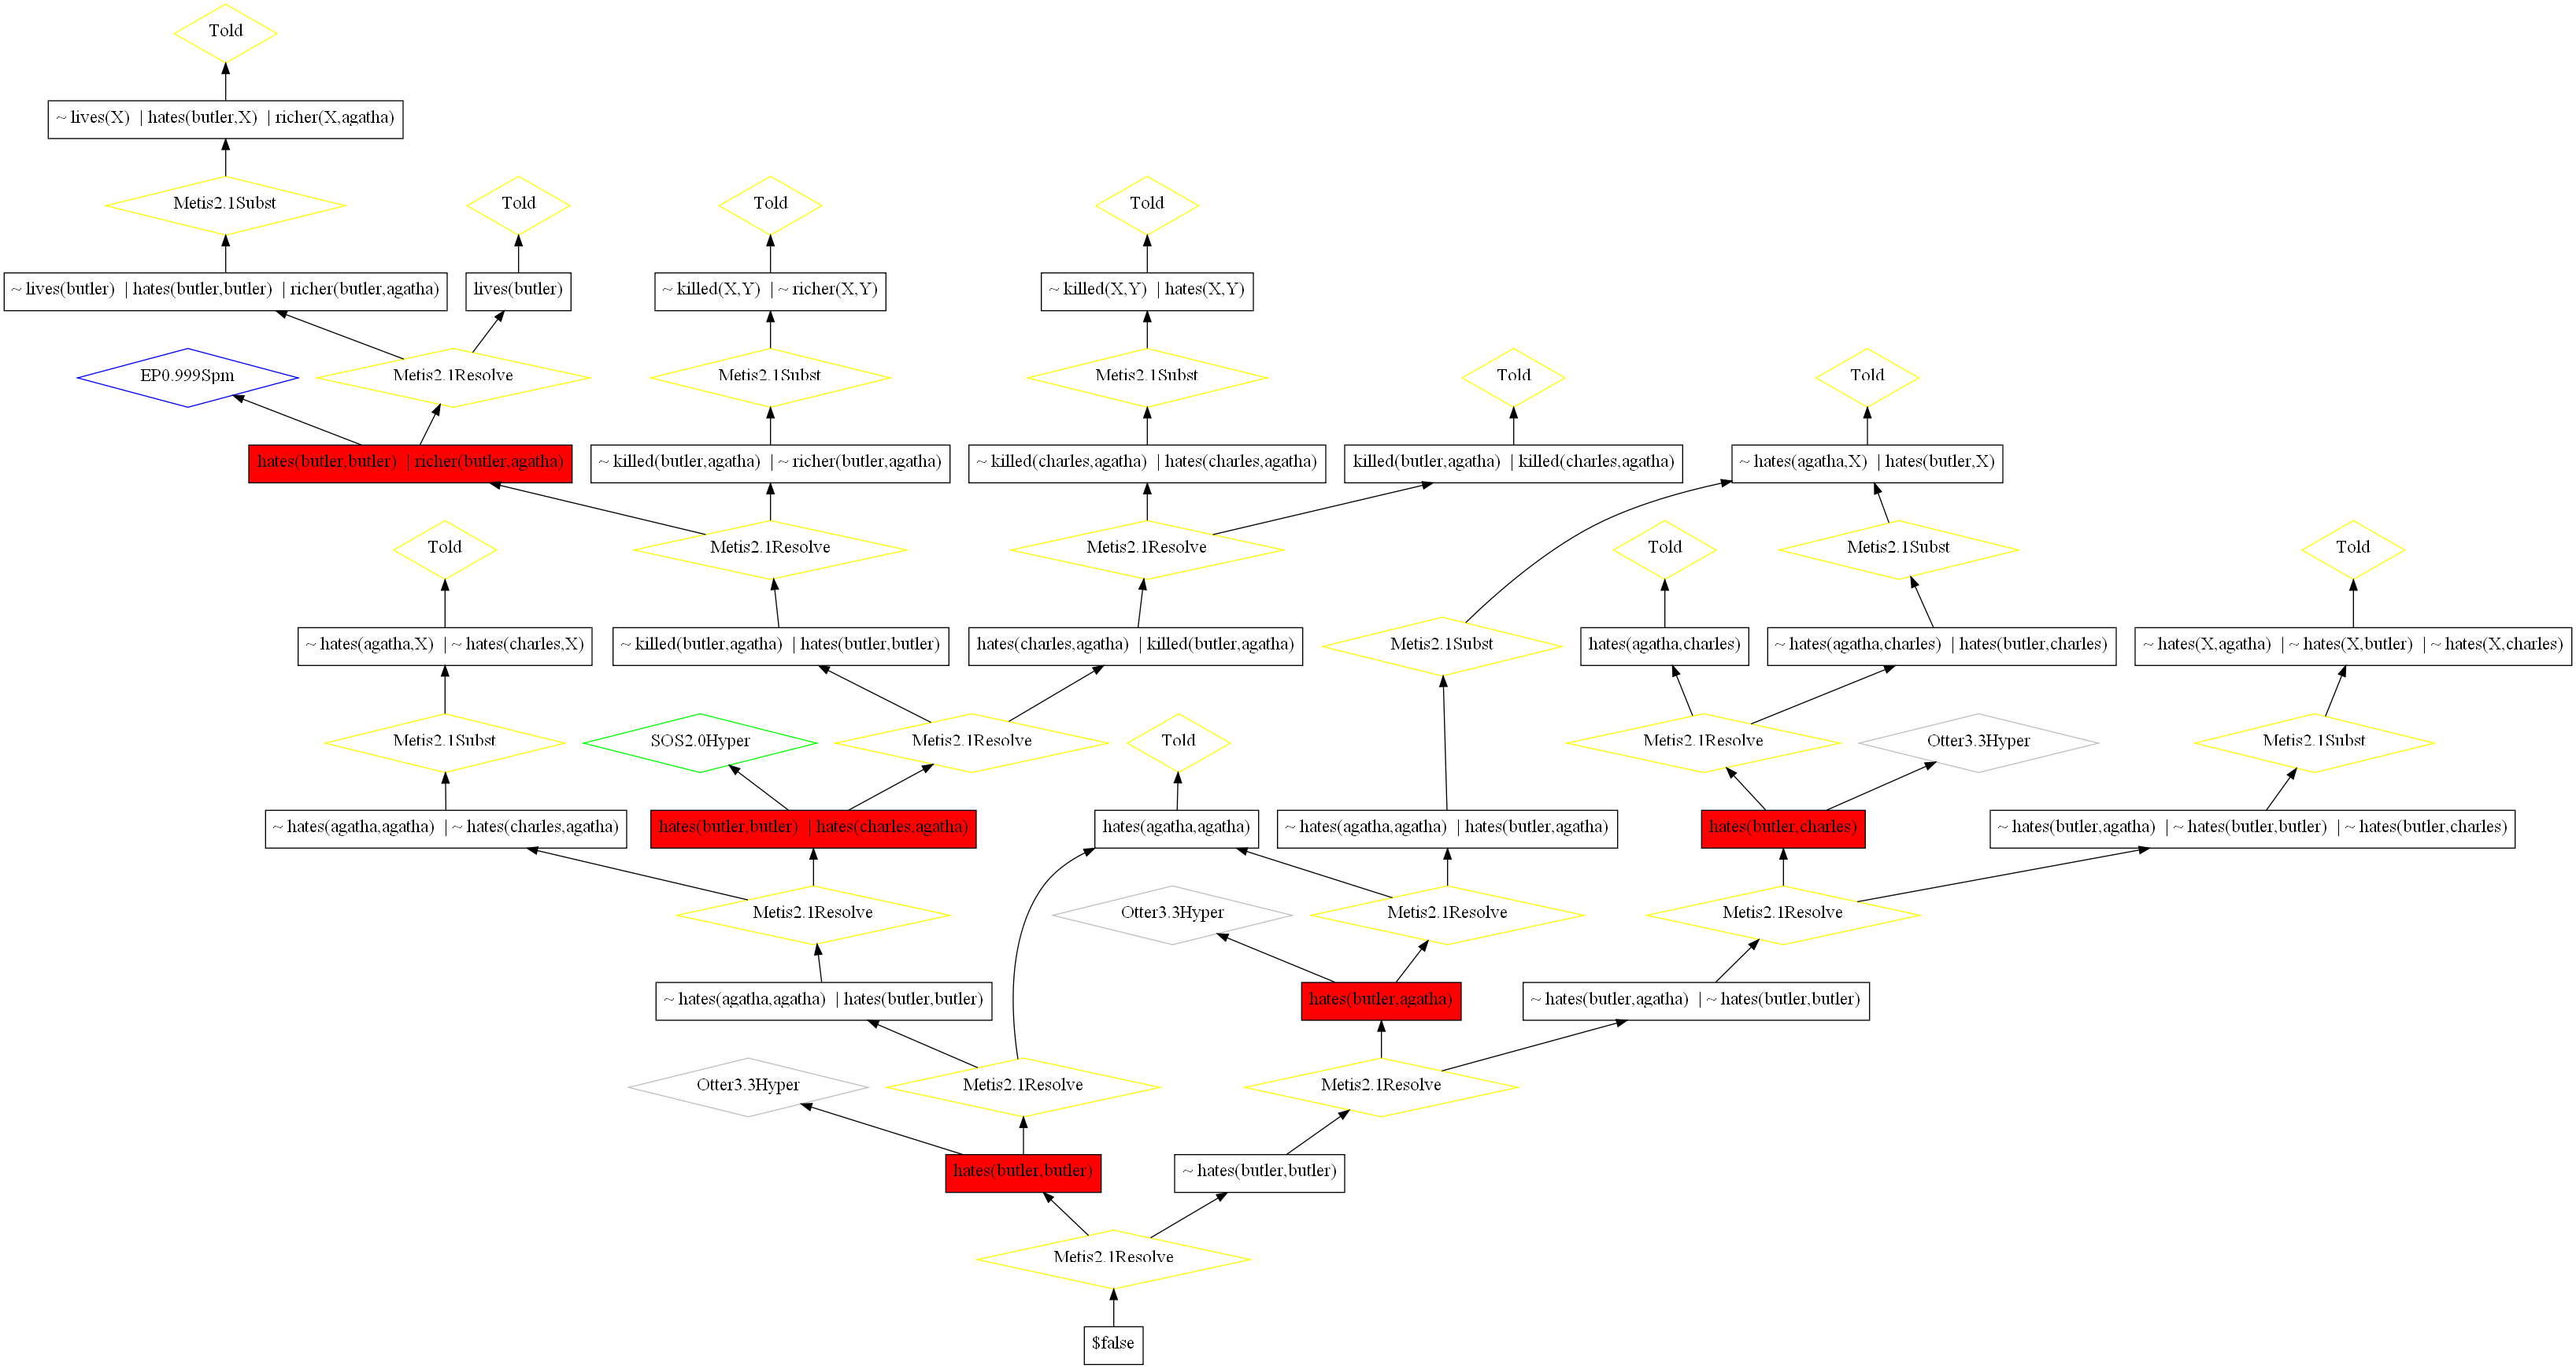 Told
~ lives(X) | hates(butler,X) | richer(X,agatha)
Metis2.1Subst
Told
Told
Told
~ lives(butler) | hates(butler,butler) | richer(butler,agatha)
lives(butler)
~ killed(X,Y) | ~ richer(X,Y)
~ killed(X,Y) | hates(X,Y)
EP0.999Spm
Metis2.1Resolve
Metis2.1Subst
Metis2.1Subst
Told
Told
hates(butler,butler) | richer(butler,agatha)
~ killed(butler,agatha) | ~ richer(butler,agatha)
~ killed(charles,agatha) | hates(charles,agatha)
killed(butler,agatha) | killed(charles,agatha)
~ hates(agatha,X) | hates(butler,X)
Told
Metis2.1Resolve
Metis2.1Resolve
Told
Metis2.1Subst
Told
~ hates(agatha,X) | ~ hates(charles,X)
~ killed(butler,agatha) | hates(butler,butler)
hates(charles,agatha) | killed(butler,agatha)
Metis2.1Subst
hates(agatha,charles)
~ hates(agatha,charles) | hates(butler,charles)
~ hates(X,agatha) | ~ hates(X,butler) | ~ hates(X,charles)
Metis2.1Subst
SOS2.0Hyper
Metis2.1Resolve
Told
Metis2.1Resolve
Otter3.3Hyper
Metis2.1Subst
~ hates(agatha,agatha) | ~ hates(charles,agatha)
hates(butler,butler) | hates(charles,agatha)
hates(agatha,agatha)
~ hates(agatha,agatha) | hates(butler,agatha)
hates(butler,charles)
~ hates(butler,agatha) | ~ hates(butler,butler) | ~ hates(butler,charles)
Metis2.1Resolve
Otter3.3Hyper
Metis2.1Resolve
Metis2.1Resolve
~ hates(agatha,agatha) | hates(butler,butler)
hates(butler,agatha)
~ hates(butler,agatha) | ~ hates(butler,butler)
Otter3.3Hyper
Metis2.1Resolve
Metis2.1Resolve
hates(butler,butler)
~ hates(butler,butler)
Metis2.1Resolve
$false